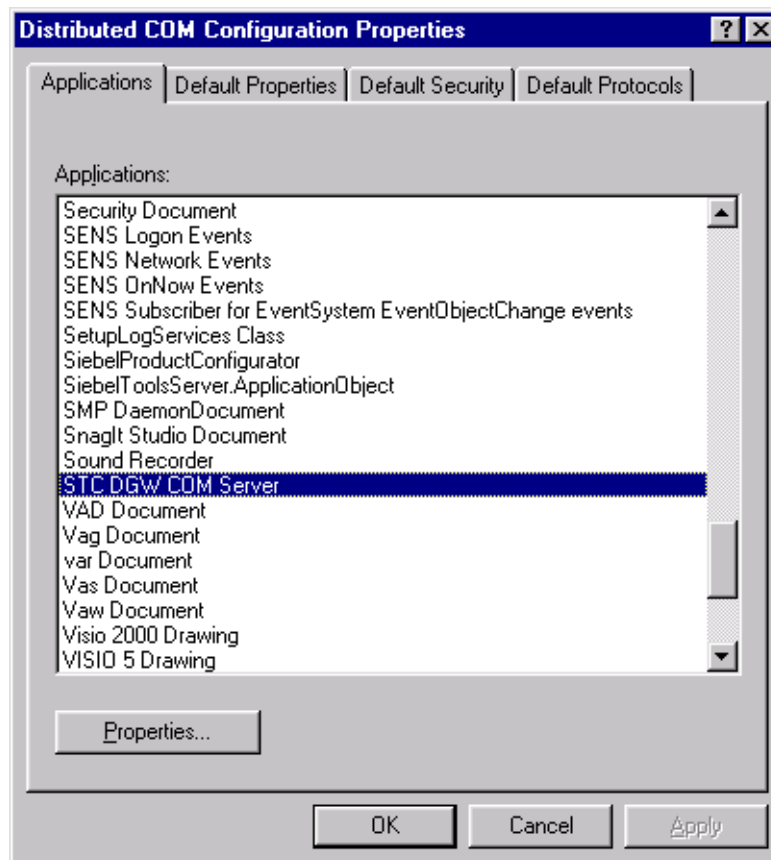 Distributed COM Configuration Properties
Applications Default Properties Default Security Default Protocols
Applications:
Security Document
SENS Logon Events
SENS Network Events
SENS OnNow Events
SENS Subscriber for EventSystem EventObjectChange events
SetupLogServices Class
SiebelProductConfigurator
SiebelToolsServer.ApplicationObject
SMP DaemonDocument
SnagIt Studio Document
Sound Recorder
STC DGW COM Server
VAD Document
Vag Document
var Document
Vas Document
Vaw Document
Visio 2000 Drawing
VISIO 5 Drawing
Properties...
OK Cancel Apply